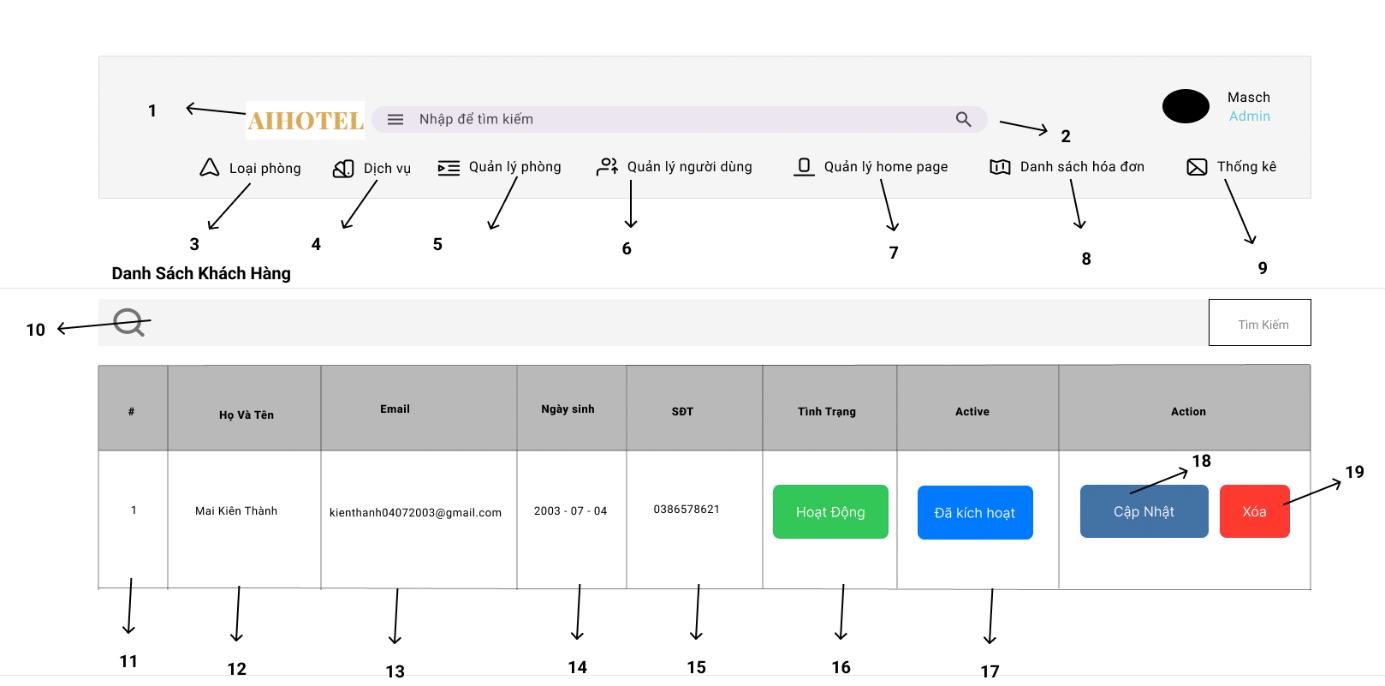 1
AIHOTEL
Nhập để tìm kiếm
2
Masch
Admin
Loại phòng
Dịch vụ
Quản lý phòng
Quản lý người dùng
Quản lý home page
Danh sách hóa đơn
Thống kê
3
4
5
6
7
8
9
Danh Sách Khách Hàng
10
Tìm Kiếm
# Họ Và Tên Email Ngày sinh SĐT Tình Trạng Active Action
18
19
1 Mai Kiên Thành kienthanh04072003@gmail.com 2003 - 07 - 04 0386578621 Hoạt Động Đã kích hoạt Cập Nhật Xóa
11
12
13
14
15
16
17